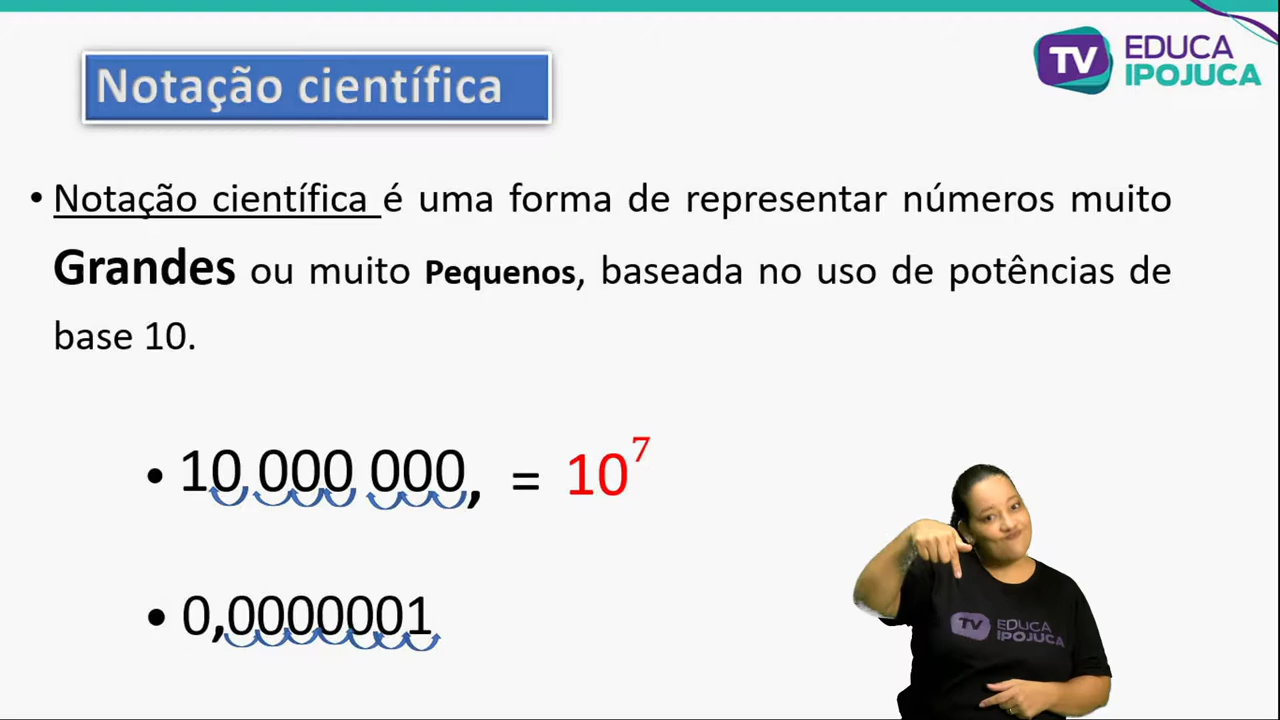 Notação científica
TV EDUCA
IPOJUCA
• Notação científica é uma forma de representar números muito
Grandes ou muito Pequenos, baseada no uso de potências de
base 10.
• 10 000 000, = 10⁷
• 0,0000001
TV EDUCA
IPOJUCA